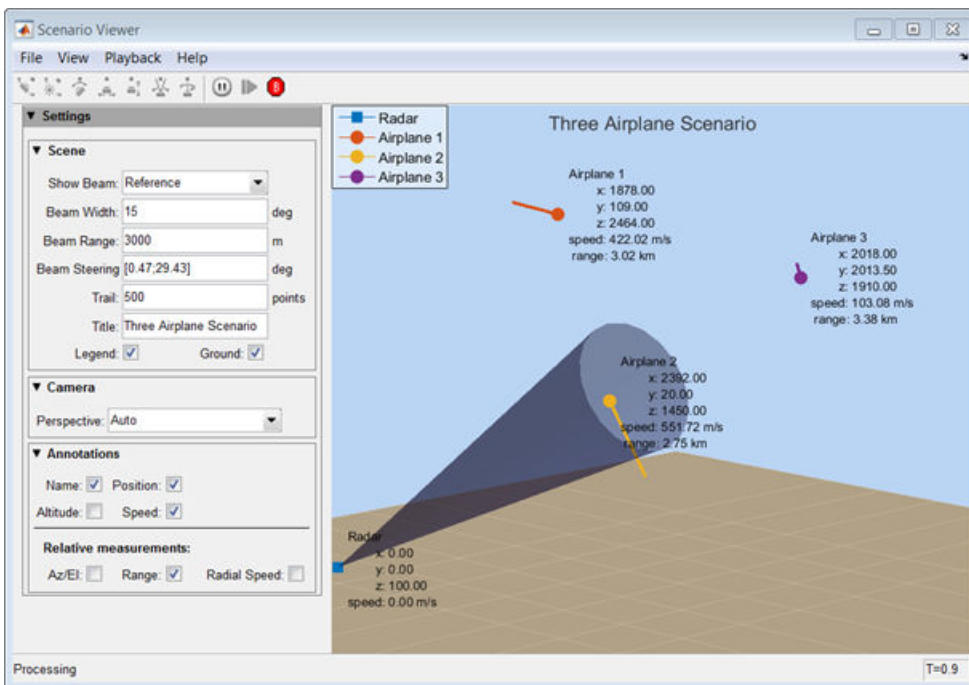 Scenario Viewer
File View Playback Help
Settings
Scene
Show Beam: Reference
Beam Width: 15 deg
Beam Range: 3000 m
Beam Steering [0.47;29.43] deg
Trail: 500 points
Title: Three Airplane Scenario
Legend: Ground:
Camera
Perspective: Auto
Annotations
Name: Position:
Altitude: Speed:
Relative measurements:
Az/El: Range: Radial Speed:
Radar
Airplane 1
Airplane 2
Airplane 3
Three Airplane Scenario
Airplane 1
x: 1878.00
y: 109.00
z: 2464.00
speed: 422.02 m/s
range: 3.02 km
Airplane 3
x: 2018.00
y: 2013.50
z: 1910.00
speed: 103.08 m/s
range: 3.38 km
Airplane 2
x: 2392.00
y: 20.00
z: 1450.00
speed: 551.72 m/s
range: 2.75 km
Radar
x: 0.00
y: 0.00
z: 100.00
speed: 0.00 m/s
Processing
T=0.9